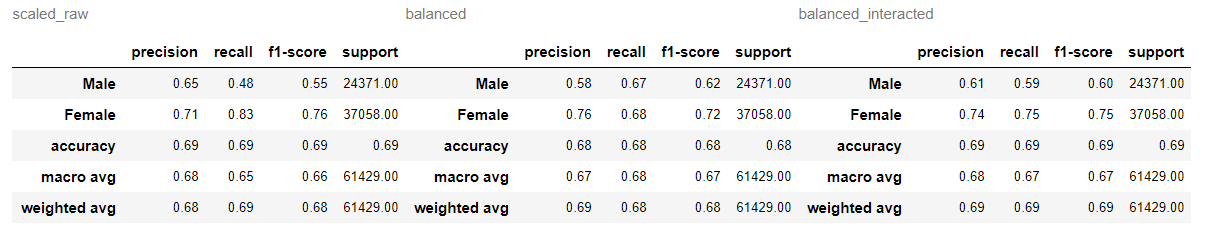 scaled_raw balanced balanced_interacted
precision recall f1-score support precision recall f1-score support precision recall f1-score support
Male 0.65 0.48 0.55 24371.00 Male 0.58 0.67 0.62 24371.00 Male 0.61 0.59 0.60 24371.00
Female 0.71 0.83 0.76 37058.00 Female 0.76 0.68 0.72 37058.00 Female 0.74 0.75 0.75 37058.00
accuracy 0.69 0.69 0.69 0.69 accuracy 0.68 0.68 0.68 0.68 accuracy 0.69 0.69 0.69 0.69
macro avg 0.68 0.65 0.66 61429.00 macro avg 0.67 0.68 0.67 61429.00 macro avg 0.68 0.67 0.67 61429.00
weighted avg 0.68 0.69 0.68 61429.00 weighted avg 0.69 0.68 0.68 61429.00 weighted avg 0.69 0.69 0.69 61429.00